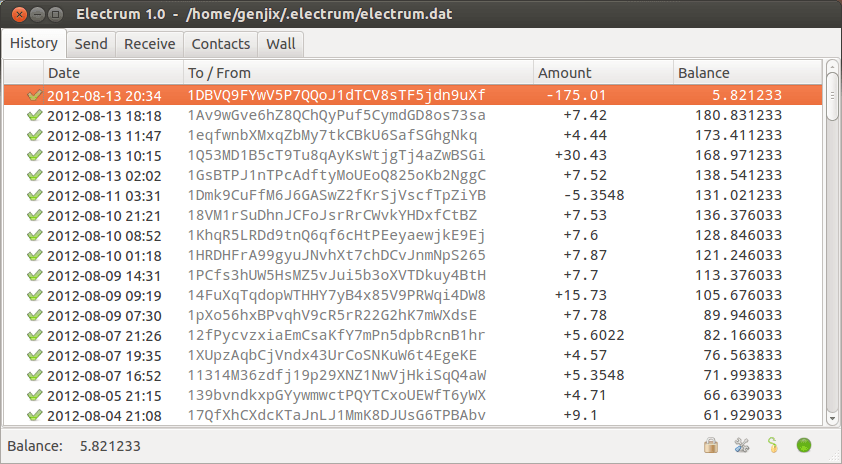 Electrum 1.0 - /home/genjix/.electrum/electrum.dat
History Send Receive Contacts Wall
Date To / From Amount Balance
2012-08-13 20:34 1DBVQ9FYwV5P7QQoJ1dTCV8sTF5jdn9uXf -175.01 5.821233
2012-08-13 18:18 1Av9wGve6hZ8QChQyPuf5CymdGD8os73sa +7.42 180.831233
2012-08-13 11:47 1eqfwnbXMxqZbMy7tkCBkU6SafSGhgNkq +4.44 173.411233
2012-08-13 10:15 1Q53MD1B5cT9Tu8qAyKsWtjgTj4aZwBSGi +30.43 168.971233
2012-08-13 02:02 1GsBTPJ1nTPcAdftyMoUEoQ825oKb2NggC +7.52 138.541233
2012-08-11 03:31 1Dmk9CuFfM6J6GASwZ2fKrSjVscfTpZiYB -5.3548 131.021233
2012-08-10 21:21 18VM1rSuDhnJCFoJsrRrCWvkYHDxfCtBZ +7.53 136.376033
2012-08-10 08:52 1KhqR5LRDd9tnQ6qf6cHtPEeyaewjkE9Ej +7.6 128.846033
2012-08-10 01:18 1HRDHFrA99gyuJNvhXt7chDCvJnmNpS265 +7.87 121.246033
2012-08-09 14:31 1PCfs3hUW5HsMZ5vJui5b3oXVTDkuy4BtH +7.7 113.376033
2012-08-09 09:19 14FuXqTqdopWTHHY7yB4x85V9PRWqi4DW8 +15.73 105.676033
2012-08-09 07:30 1pXo56hxBPvqhV9cR5rR22G2hK7mWXdsE +7.78 89.946033
2012-08-07 21:26 12fPycvzxiaEmCsaKfY7mPn5dpbRcnB1hr +5.6022 82.166033
2012-08-07 19:35 1XUpzAqbCjVndx43UrCoSNKuW6t4EgeKE +4.57 76.563833
2012-08-07 16:52 11314M36zdfj19p29XNZ1NwVjHkiSqQ4aW +5.3548 71.993833
2012-08-05 21:15 139bvndkxpGYywmwctPQYTCxoUEWfT6yWX +4.71 66.639033
2012-08-04 21:08 17QfXhCXdcKTaJnLJ1MmK8DJUsG6TPBAbv +9.1 61.929033
Balance: 5.821233